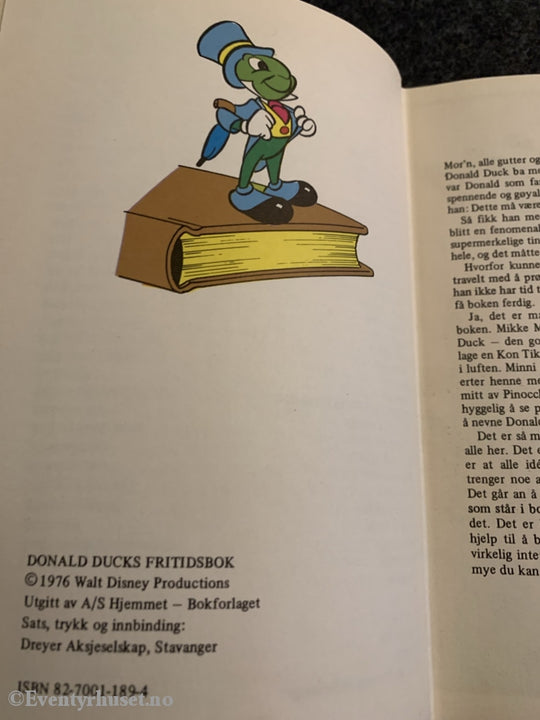 DONALD DUCKS FRITIDSBOK
©1976 Walt Disney Productions
Utgitt av A/S Hjemmet – Bokforlaget
Sats, trykk og innbinding:
Dreyer Aksjeselskap, Stavanger
ISBN 82-7001-189-4
©Eventyrhuset.no
Mor'n, alle gutter og
Donald Duck ba me
var Donald som fa
spennende og gøyal
han: Dette må være
Så fikk han me
blitt en fenomenal
supermerkelige tin
hele, og det måtte
Hvorfor kunne
travelt med å prø
han ikke har tid t
få boken ferdig.
Ja, det er m
boken. Mikke M
Duck – den go
lage en Kon Tik
i luften. Minni
erter henne me
mitt av Pinocch
hyggelig å se p
å nevne Donald
Det er så m
alle her. Det e
er at alle idé
trenger noe a
Det går an å
som står i bo
det. Det er
hjelp til å b
virkelig inte
mye du kan